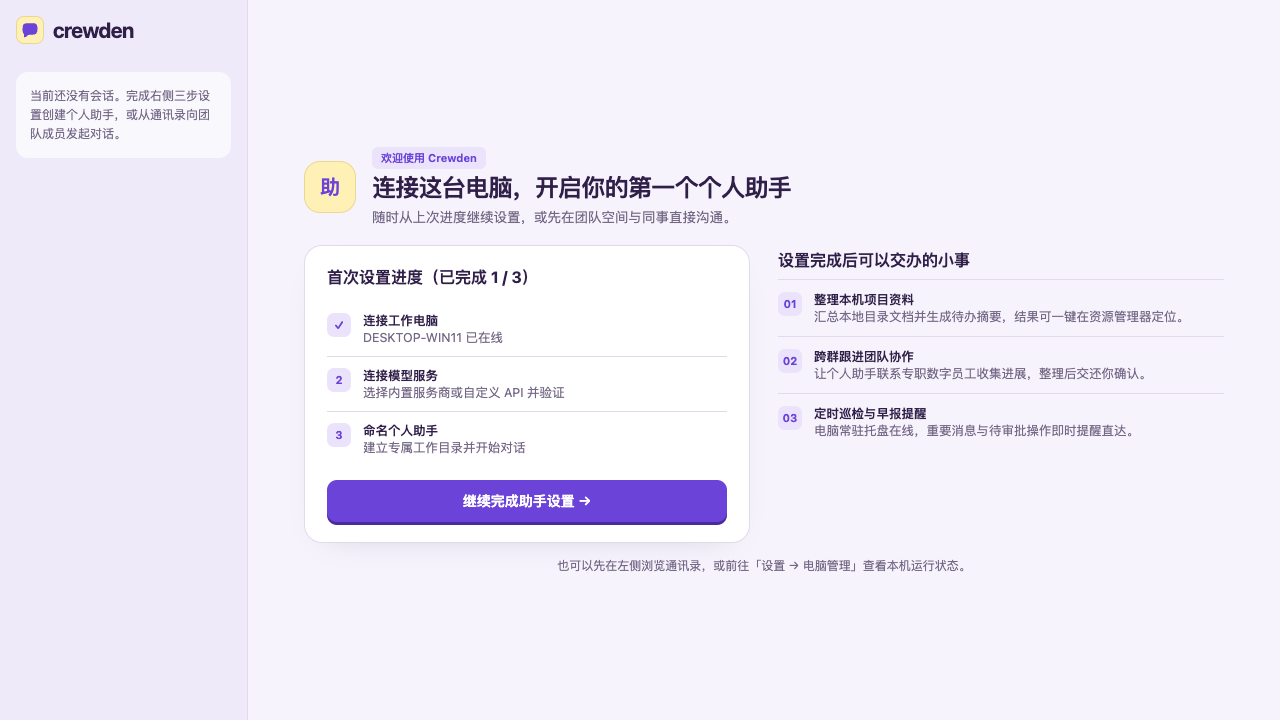 crewden
当前还没有会话。完成右侧三步设
置创建个人助手，或从通讯录向团
队成员发起对话。
助
欢迎使用 Crewden
连接这台电脑，开启你的第一个个人助手
随时从上次进度继续设置，或先在团队空间与同事直接沟通。
首次设置进度（已完成 1 / 3）
连接工作电脑
DESKTOP-WIN11 已在线
2
连接模型服务
选择内置服务商或自定义 API 并验证
3
命名个人助手
建立专属工作目录并开始对话
继续完成助手设置 →
设置完成后可以交办的小事
01
整理本机项目资料
汇总本地目录文档并生成待办摘要，结果可一键在资源管理器定位。
02
跨群跟进团队协作
让个人助手联系专职数字员工收集进展，整理后交还你确认。
03
定时巡检与早报提醒
电脑常驻托盘在线，重要消息与待审批操作即时提醒直达。
也可以先在左侧浏览通讯录，或前往「设置 → 电脑管理」查看本机运行状态。